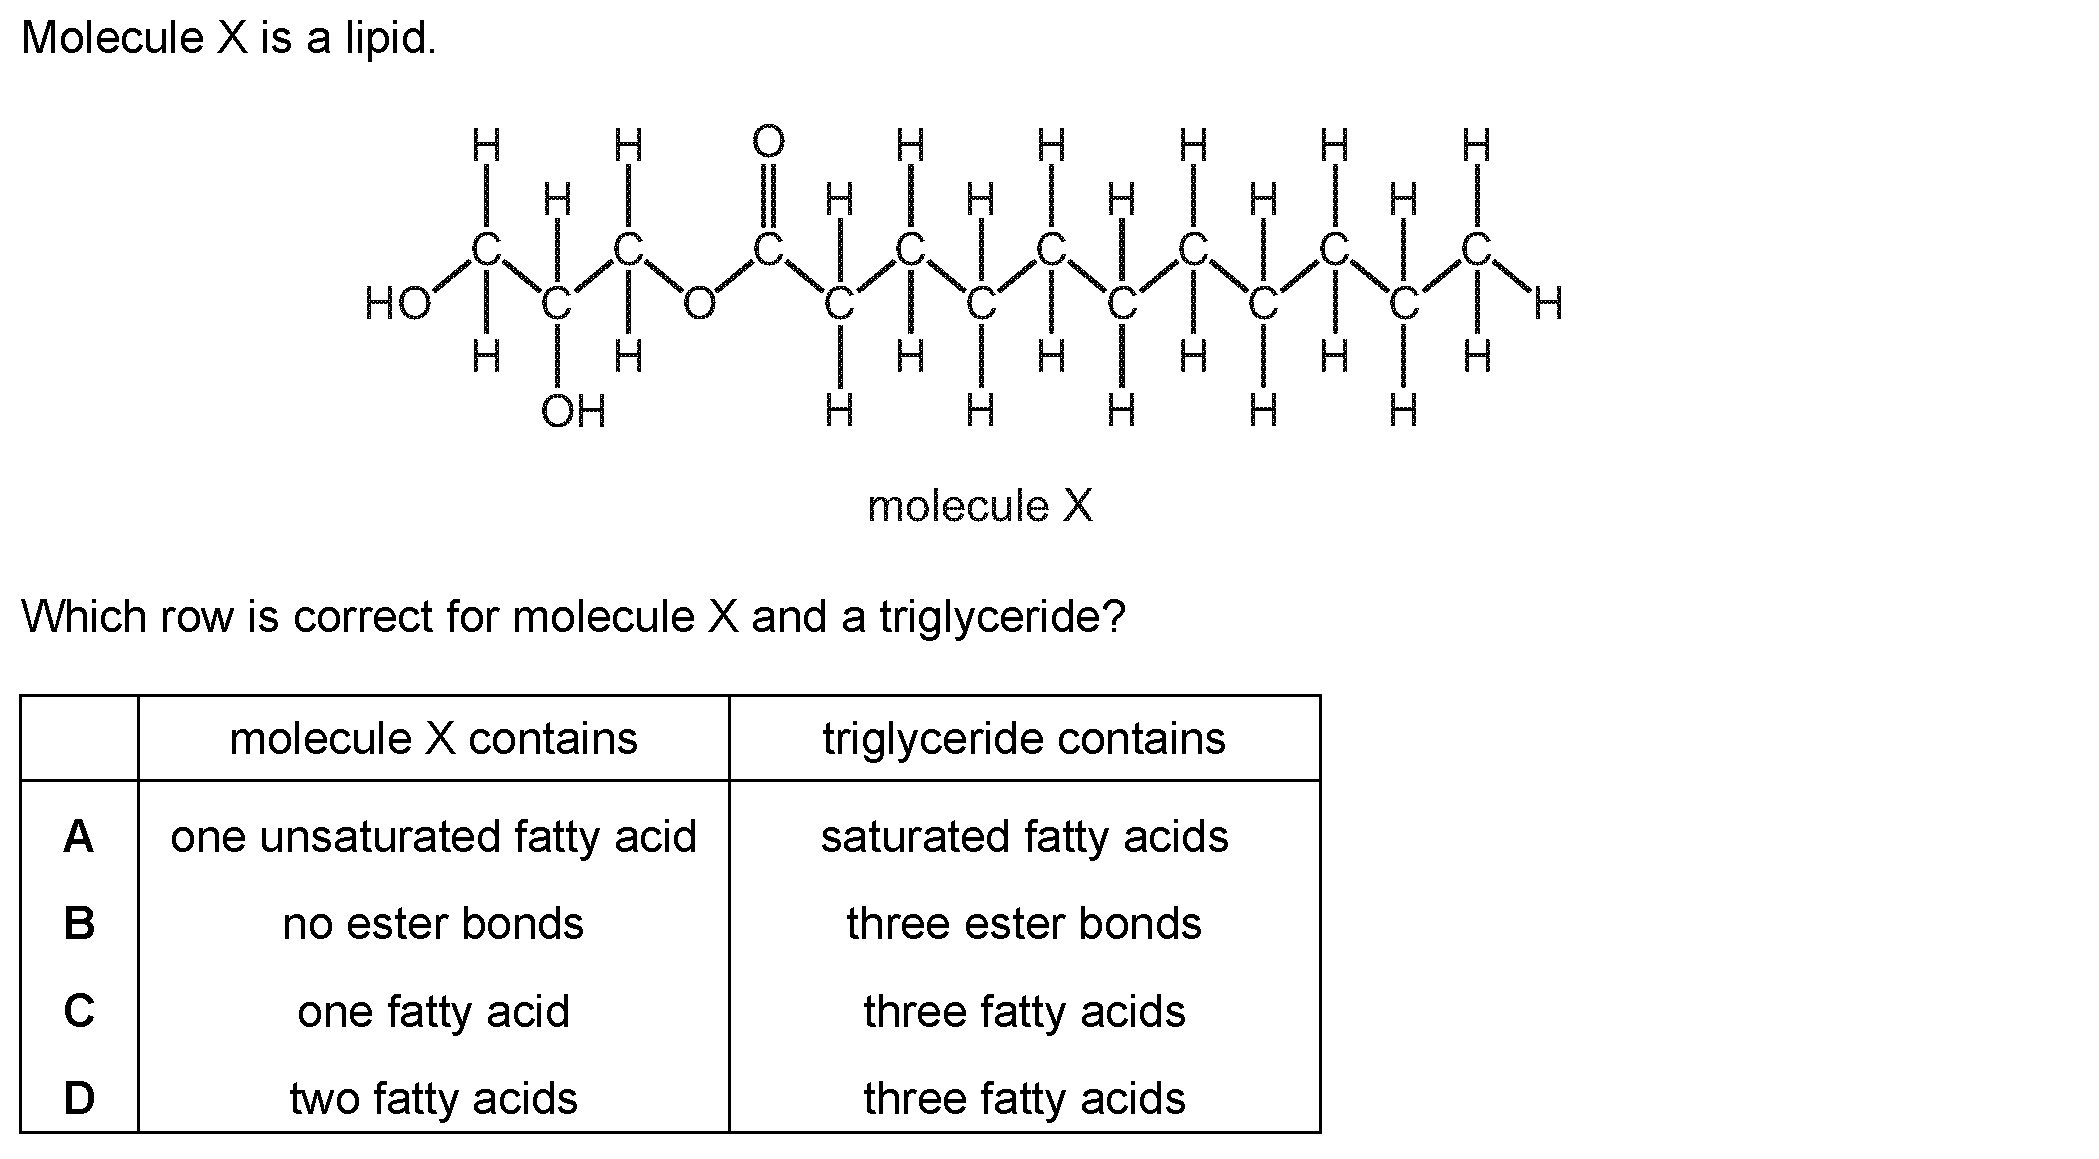 Molecule X is a lipid.
H H O H H H H H
H H H H H H
C C C C C C C C
HO C O C C C C C H
H H H H H H H
OH H H H H H
molecule X
Which row is correct for molecule X and a triglyceride?
molecule X contains triglyceride contains
A one unsaturated fatty acid saturated fatty acids
B no ester bonds three ester bonds
C one fatty acid three fatty acids
D two fatty acids three fatty acids